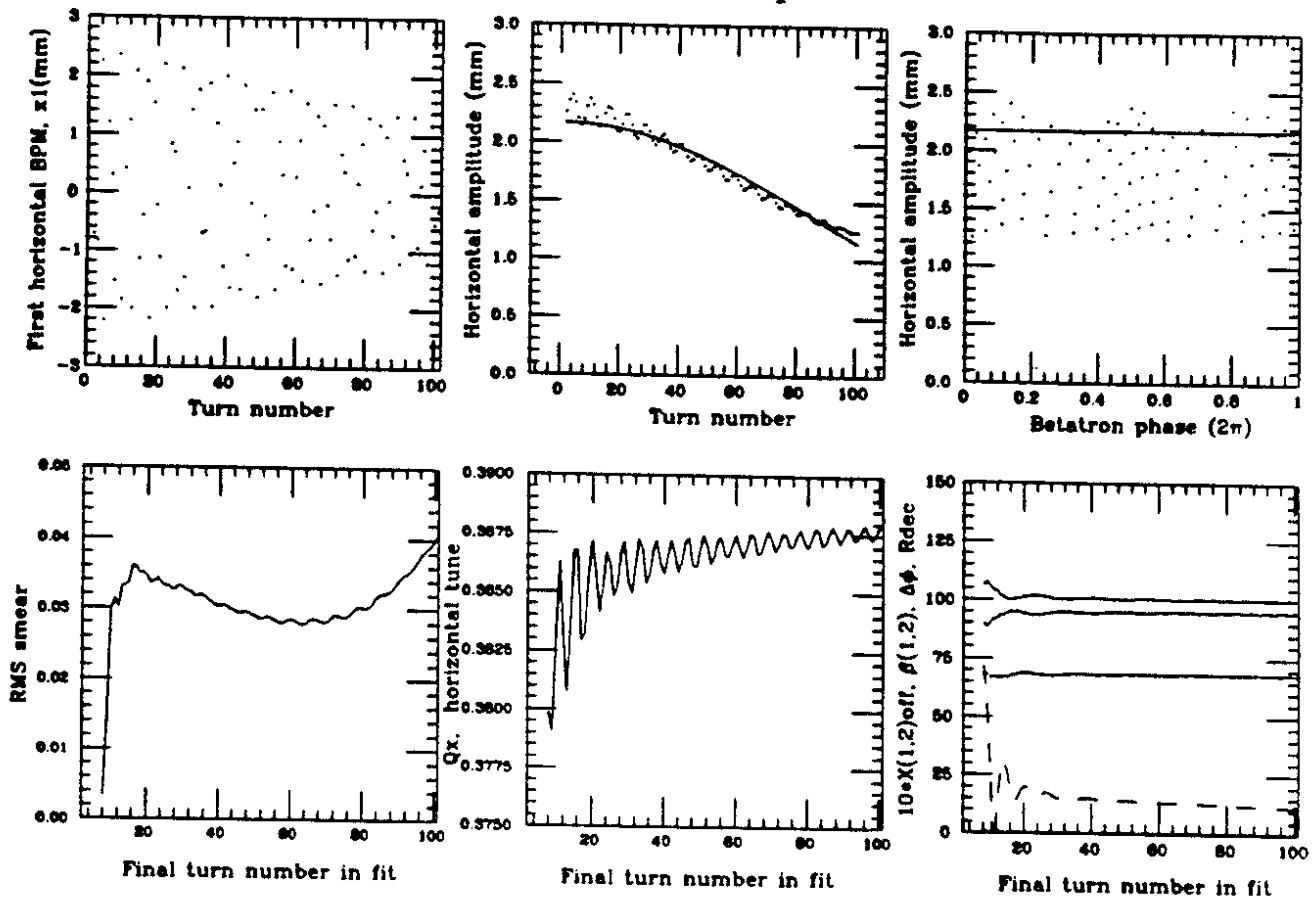 First horizontal BPM, x1(mm)
3
2
1
0
-1
-2
-3
0 20 40 60 80 100
Turn number
Horizontal amplitude (mm)
3.0
2.5
2.0
1.5
1.0
0.5
0.0
0 20 40 60 80 100
Turn number
Horizontal amplitude (mm)
3.0
2.5
2.0
1.5
1.0
0.5
0.0
0 0.2 0.4 0.6 0.8 1
Betatron phase (2π)
RMS smear
0.05
0.04
0.03
0.02
0.01
0.00
20 40 60 80 100
Final turn number in fit
Qx, horizontal tune
0.3900
0.3875
0.3850
0.3825
0.3800
0.3775
0.3750
20 40 60 80 100
Final turn number in fit
10*X(1,2)off, β(1,2), Δφ, Rdec
150
125
100
75
50
25
0
20 40 60 80 100
Final turn number in fit